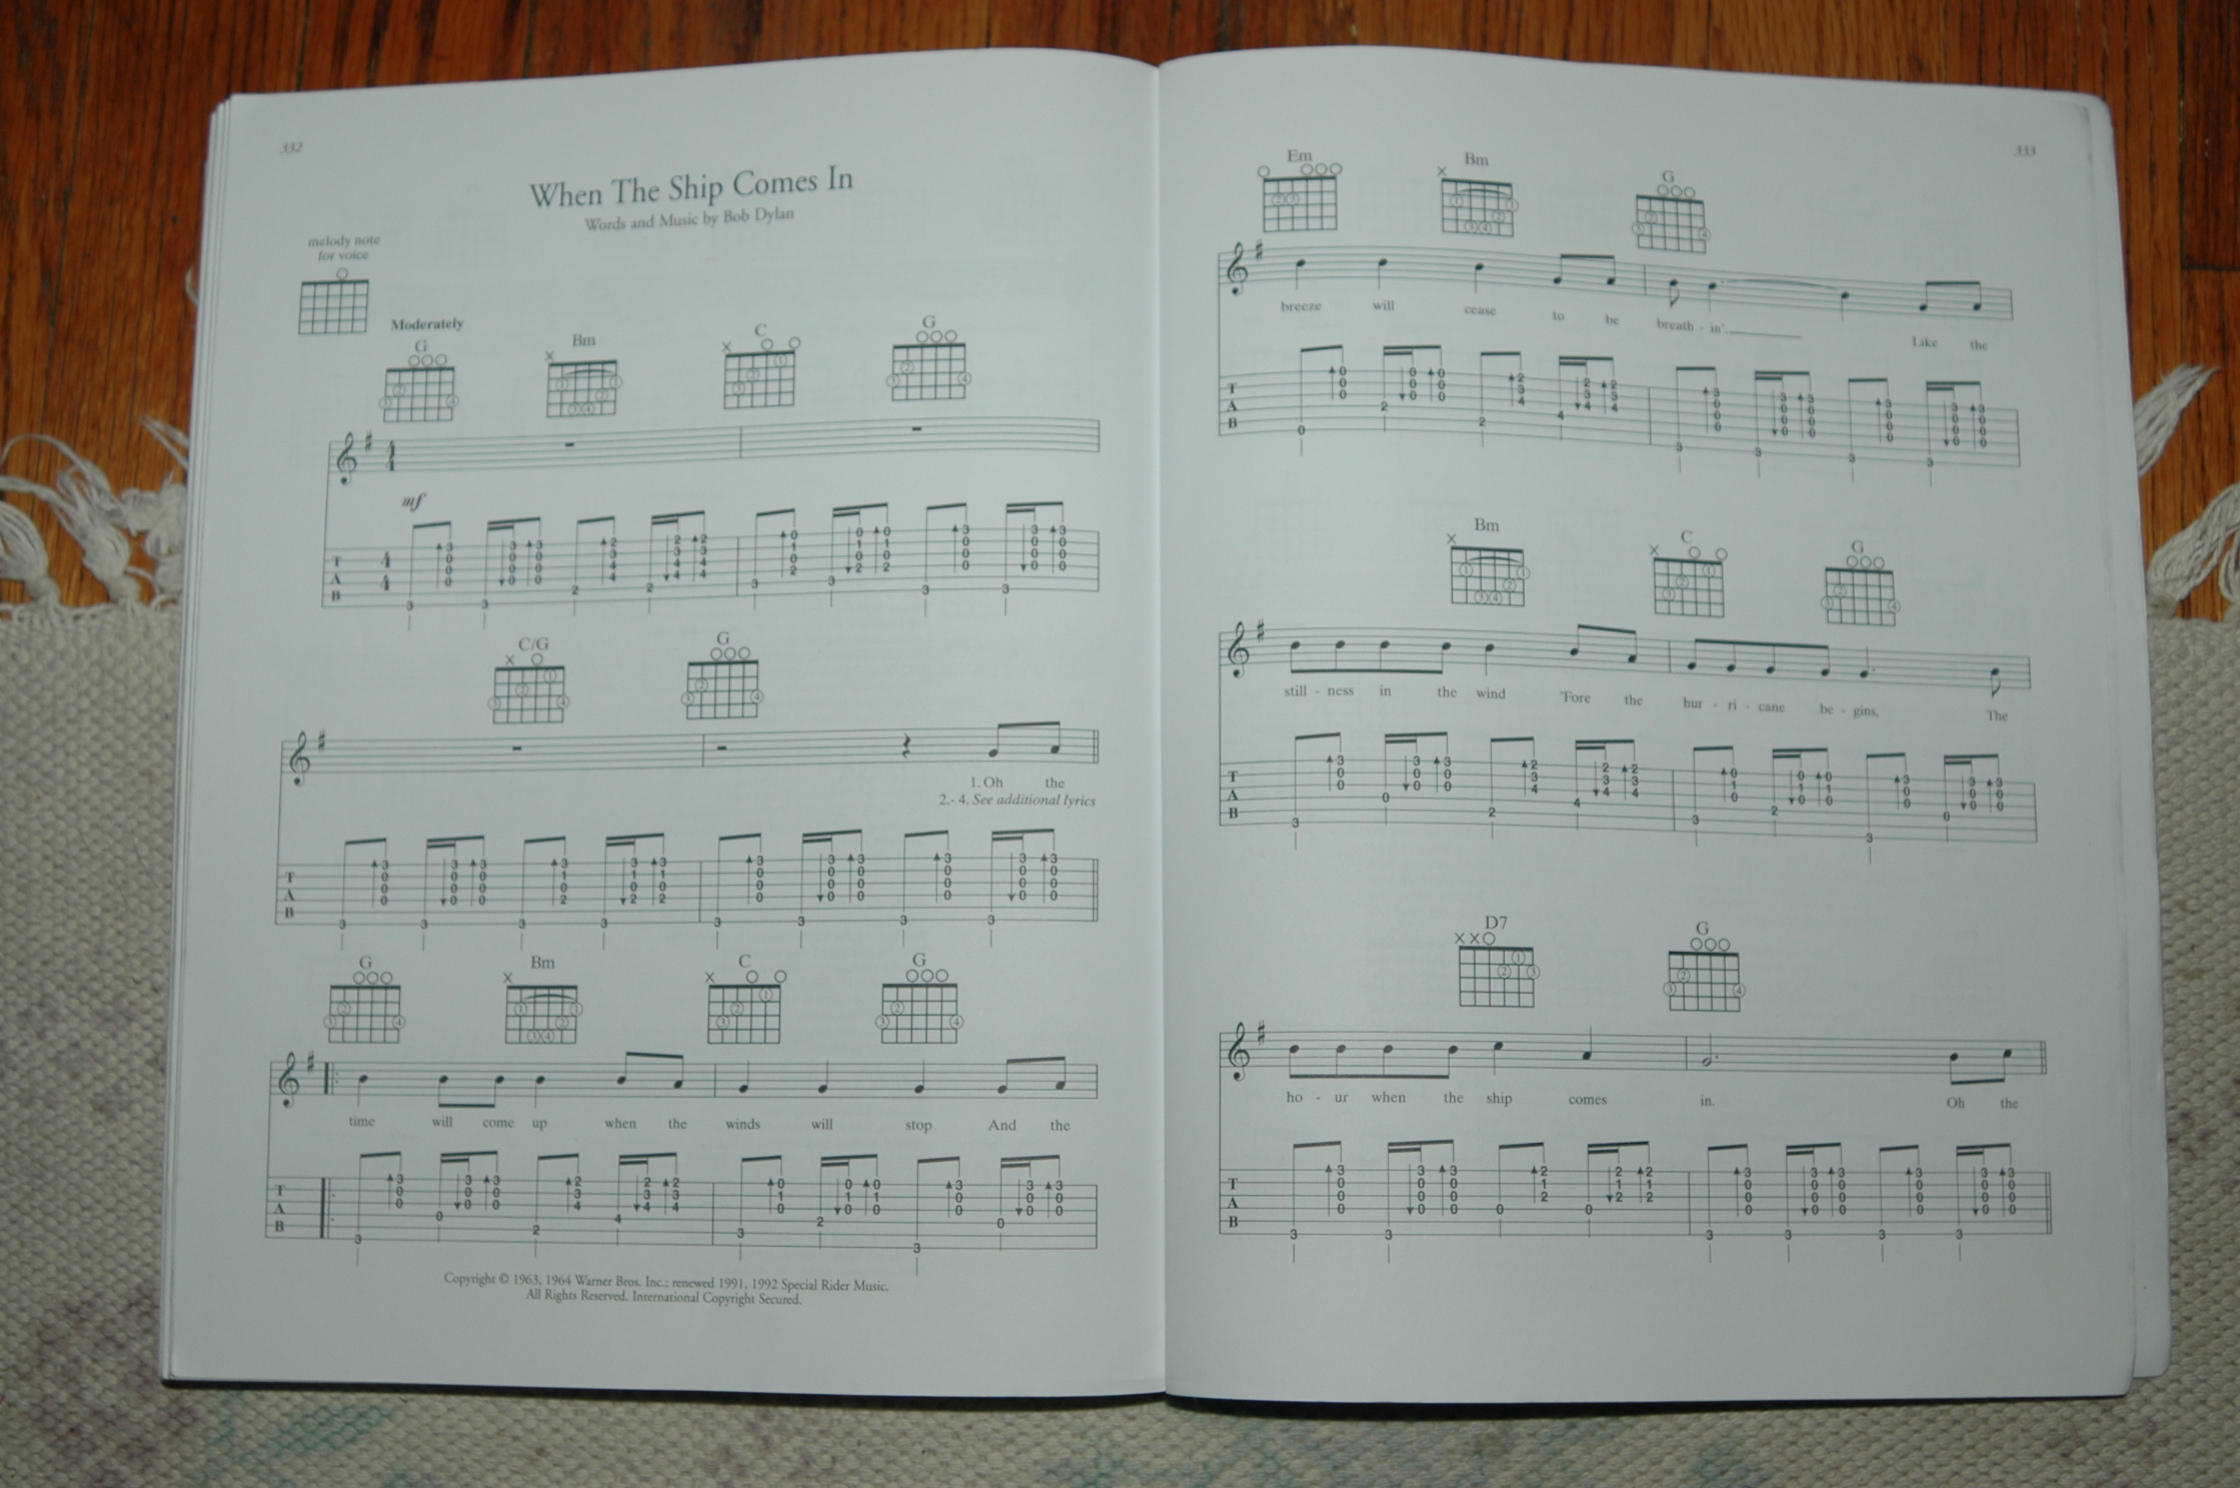 332
When The Ship Comes In
Words and Music by Bob Dylan
melody note
for voice
Moderately
G Bm C G
mf
T
A
B
C/G G
1. Oh the
2.- 4. See additional lyrics
T
A
B
G Bm C G
time will come up when the winds will stop And the
T
A
B
Copyright © 1963, 1964 Warner Bros. Inc.; renewed 1991, 1992 Special Rider Music.
All Rights Reserved. International Copyright Secured.
333
Em Bm G
breeze will cease to be breath - in'. Like the
T
A
B
Bm C G
still - ness in the wind 'Fore the hur - ri - cane be - gins, The
T
A
B
D7 G
ho - ur when the ship comes in. Oh the
T
A
B